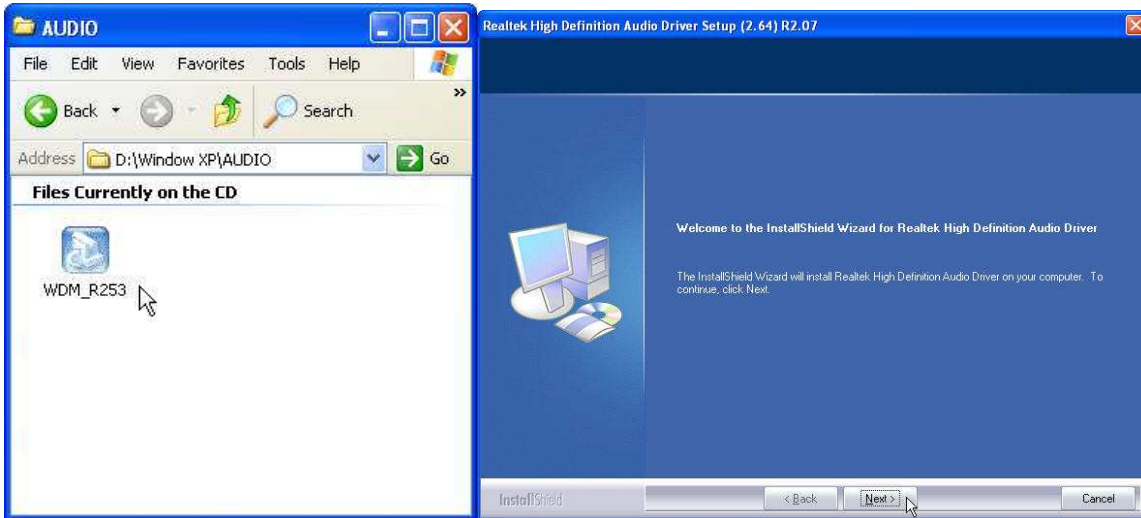 AUDIO
File Edit View Favorites Tools Help
Back Search »
Address D:\Window XP\AUDIO Go
Files Currently on the CD
WDM_R253
Realtek High Definition Audio Driver Setup (2.64) R2.07
Welcome to the InstallShield Wizard for Realtek High Definition Audio Driver
The InstallShield Wizard will install Realtek High Definition Audio Driver on your computer. To
continue, click Next.
InstallShield
< Back Next > Cancel